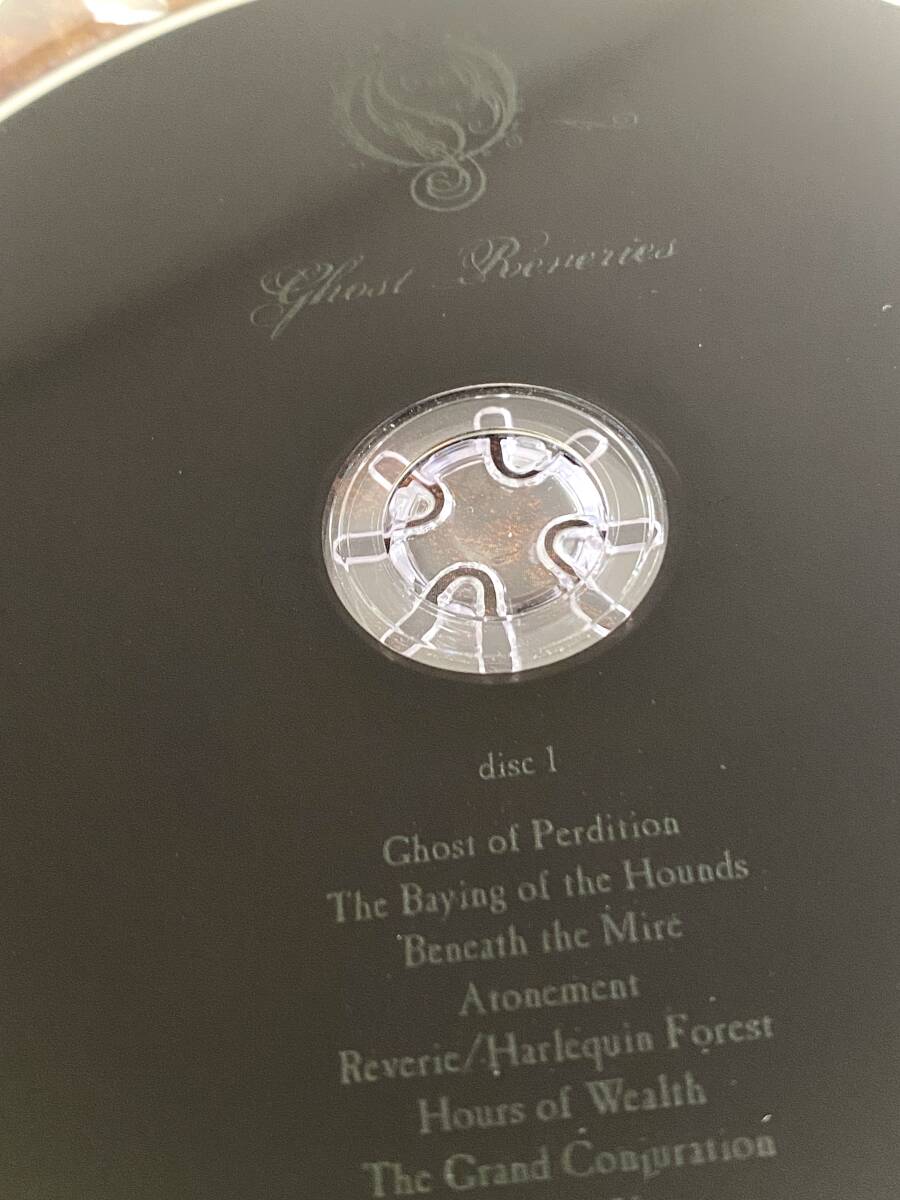 Ghost Reveries
disc 1
Ghost of Perdition
The Baying of the Hounds
Beneath the Mire
Atonement
Reverie/Harlequin Forest
Hours of Wealth
The Grand Conjuration